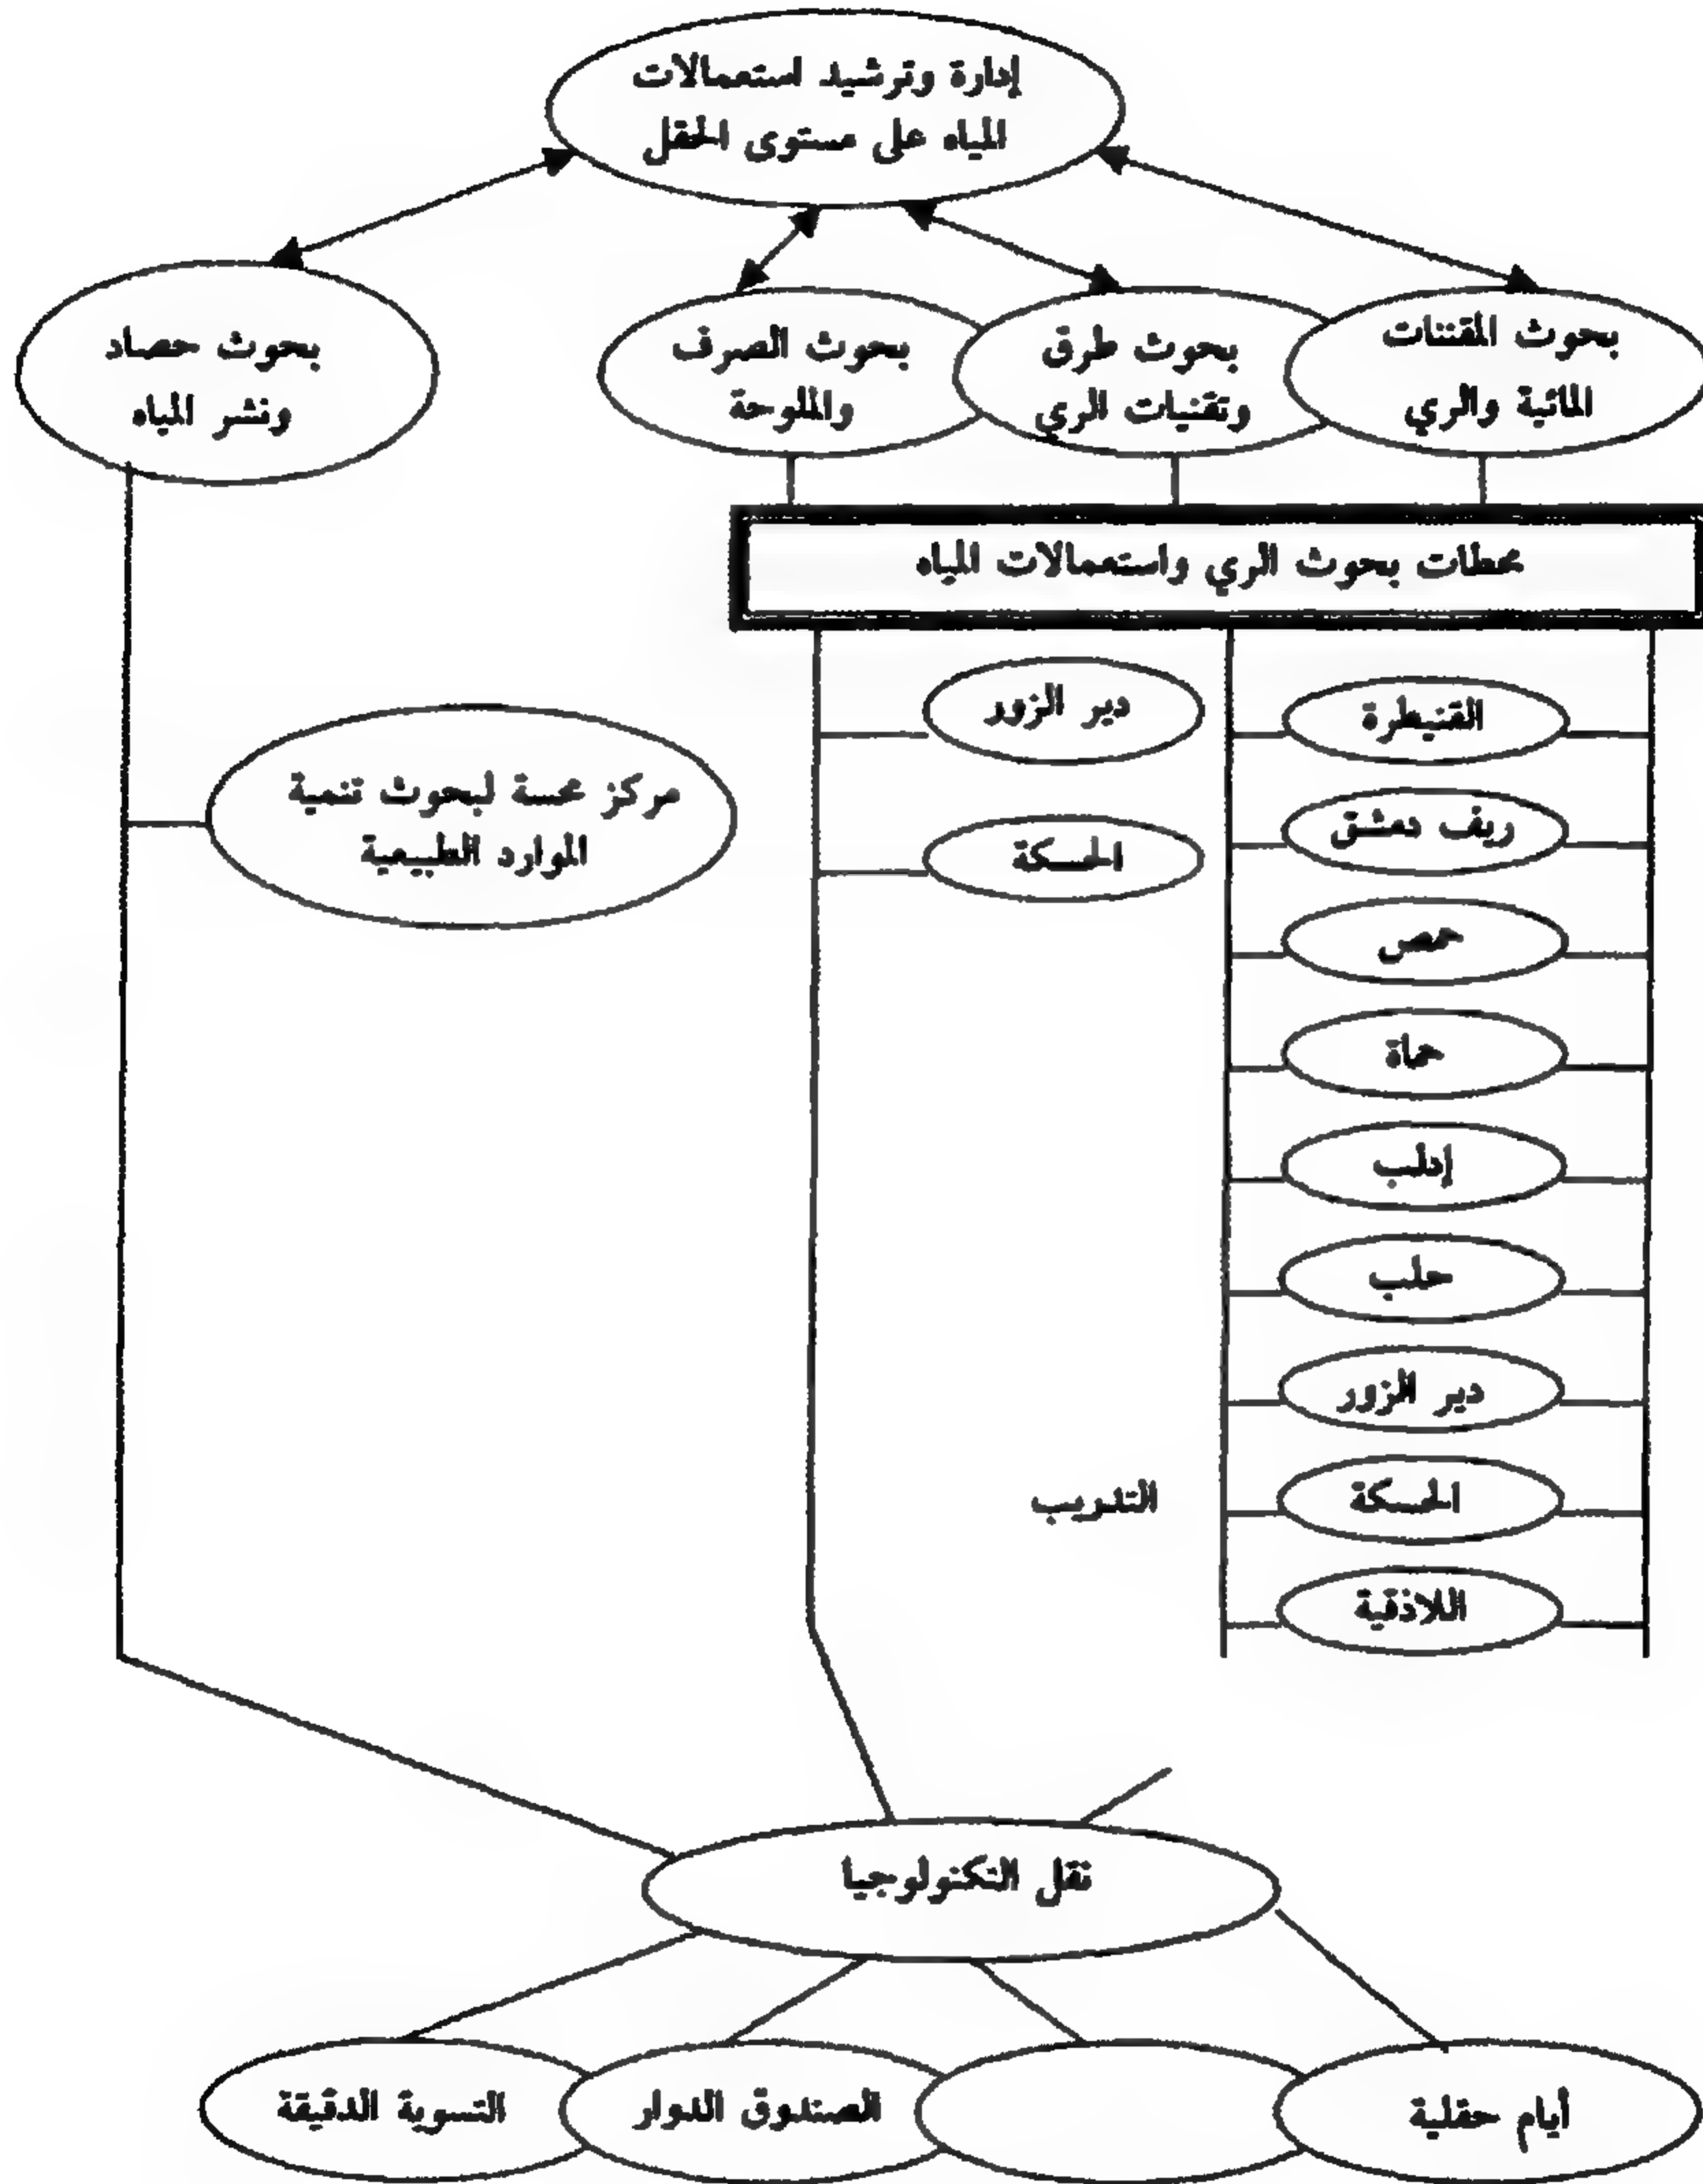 إدارة وترشيد استعمالات
المياه على مستوى الحقل
بحوث المقننات
المائية والري
بحوث طرق
وتقنيات الري
بحوث الصرف
والملوحة
بحوث حصاد
ونشر المياه
محطات بحوث الري واستعمالات المياه
القنيطرة
ريف دمشق
حمص
حماة
إدلب
حلب
دير الزور
الحسكة
اللاذقية
دير الزور
الحسكة
مركز محسة لبحوث تنمية
الموارد الطبيعية
التدريب
نقل التكنولوجيا
أيام حقلية
الصندوق الدوار
التسوية الدقيقة